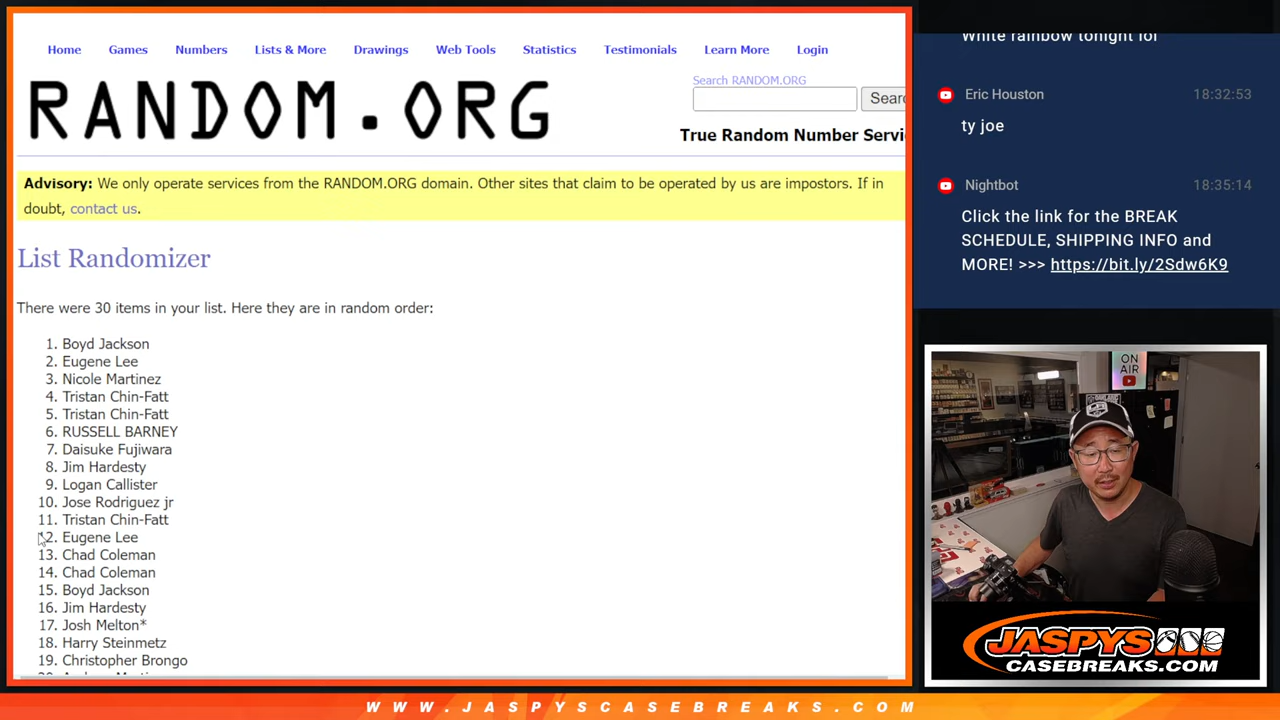 Home Games Numbers Lists & More Drawings Web Tools Statistics Testimonials Learn More Login
Search RANDOM.ORG
RANDOM.ORG
Sear
True Random Number Servi
Advisory: We only operate services from the RANDOM.ORG domain. Other sites that claim to be operated by us are impostors. If in
doubt, contact us.
List Randomizer
There were 30 items in your list. Here they are in random order:
1. Boyd Jackson
2. Eugene Lee
3. Nicole Martinez
4. Tristan Chin-Fatt
5. Tristan Chin-Fatt
6. RUSSELL BARNEY
7. Daisuke Fujiwara
8. Jim Hardesty
9. Logan Callister
10. Jose Rodriguez jr
11. Tristan Chin-Fatt
12. Eugene Lee
13. Chad Coleman
14. Chad Coleman
15. Boyd Jackson
16. Jim Hardesty
17. Josh Melton*
18. Harry Steinmetz
19. Christopher Brongo
White rainbow tonight lol
Eric Houston 18:32:53
ty joe
Nightbot 18:35:14
Click the link for the BREAK
SCHEDULE, SHIPPING INFO and
MORE! >>> https://bit.ly/2Sdw6K9
ON
AIR
JASPYS
CASEBREAKS.COM
WWW.JASPYSCASEBREAKS.COM